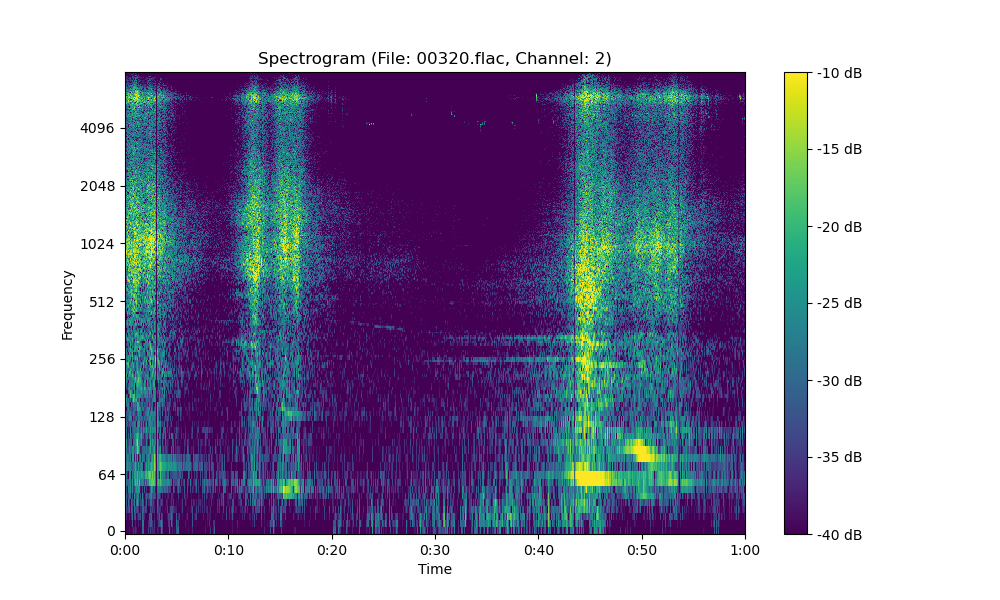 Spectrogram (File: 00320.flac, Channel: 2)
Frequency
4096
2048
1024
512
256
128
64
0
0:00 0:10 0:20 0:30 0:40 0:50 1:00
Time
-10 dB
-15 dB
-20 dB
-25 dB
-30 dB
-35 dB
-40 dB